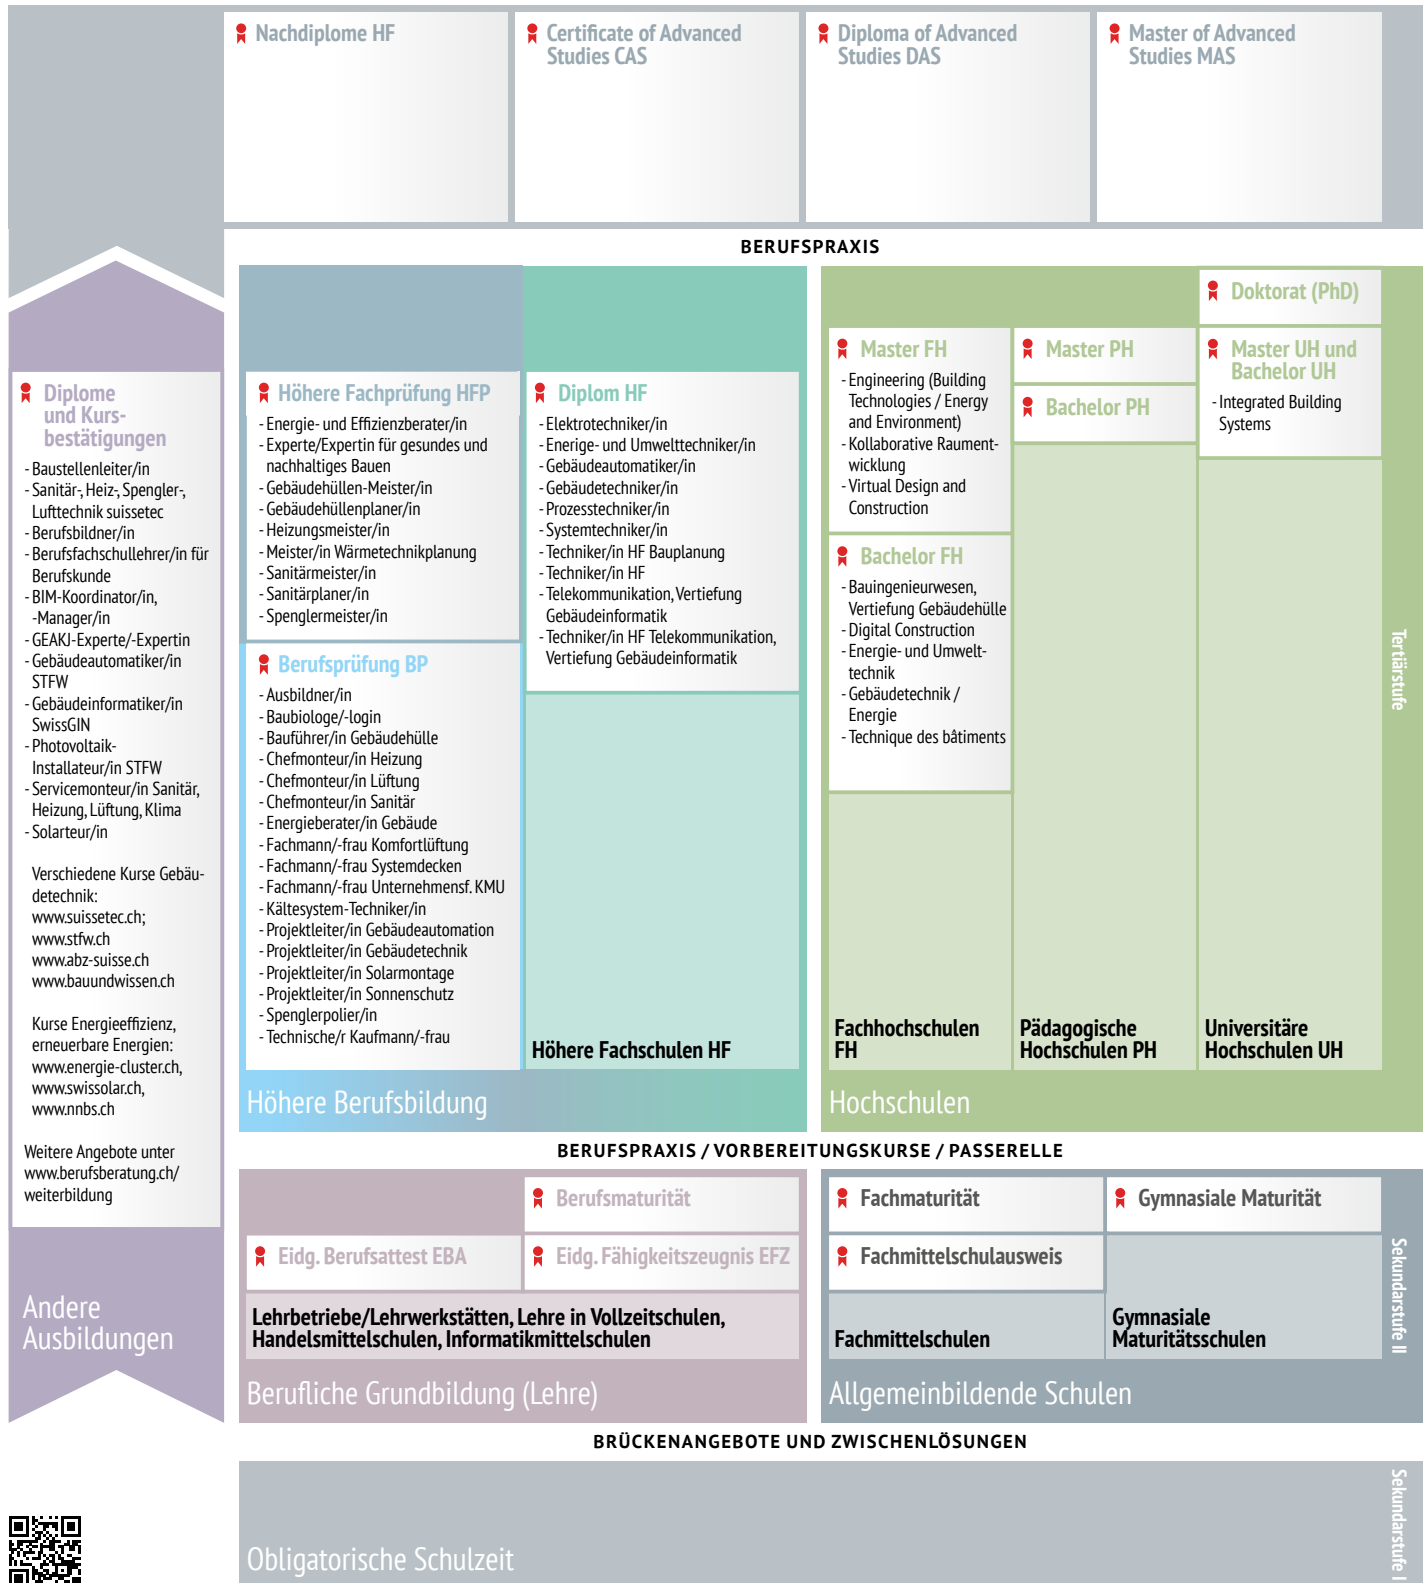 Nachdiplome HF
Certificate of Advanced
Studies CAS
Diploma of Advanced
Studies DAS
Master of Advanced
Studies MAS
BERUFSPRAXIS
Diplome
und Kurs-
bestätigungen
- Baustellenleiter/in
- Sanitär-, Heiz-, Spengler-,
Lufttechnik suissetec
- Berufsbildner/in
- Berufsfachschullehrer/in für
Berufskunde
- BIM-Koordinator/in,
-Manager/in
- GEAKJ-Experte/-Expertin
- Gebäudeautomatiker/in
STFW
- Gebäudeinformatiker/in
SwissGIN
- Photovoltaik-
Installateur/in STFW
- Servicemonteur/in Sanitär,
Heizung, Lüftung, Klima
- Solarteur/in
Verschiedene Kurse Gebäu-
detechnik:
www.suissetec.ch;
www.stfw.ch
www.abz-suisse.ch
www.bauundwissen.ch
Kurse Energieeffizienz,
erneuerbare Energien:
www.energie-cluster.ch,
www.swissolar.ch,
www.nnbs.ch
Weitere Angebote unter
www.berufsberatung.ch/
weiterbildung
Andere
Ausbildungen
Höhere Fachprüfung HFP
- Energie- und Effizienzberater/in
- Experte/Expertin für gesundes und
nachhaltiges Bauen
- Gebäudehüllen-Meister/in
- Gebäudehüllenplaner/in
- Heizungsmeister/in
- Meister/in Wärmetechnikplanung
- Sanitärmeister/in
- Sanitärplaner/in
- Spenglermeister/in
Berufsprüfung BP
- Ausbildner/in
- Baubiologe/-login
- Bauführer/in Gebäudehülle
- Chefmonteur/in Heizung
- Chefmonteur/in Lüftung
- Chefmonteur/in Sanitär
- Energieberater/in Gebäude
- Fachmann/-frau Komfortlüftung
- Fachmann/-frau Systemdecken
- Fachmann/-frau Unternehmensf. KMU
- Kältesystem-Techniker/in
- Projektleiter/in Gebäudeautomation
- Projektleiter/in Gebäudetechnik
- Projektleiter/in Solarmontage
- Projektleiter/in Sonnenschutz
- Spenglerpolier/in
- Technische/r Kaufmann/-frau
Diplom HF
- Elektrotechniker/in
- Enerige- und Umwelttechniker/in
- Gebäudeautomatiker/in
- Gebäudetechniker/in
- Prozesstechniker/in
- Systemtechniker/in
- Techniker/in HF Bauplanung
- Techniker/in HF
- Telekommunikation, Vertiefung
Gebäudeinformatik
- Techniker/in HF Telekommunikation,
Vertiefung Gebäudeinformatik
Höhere Fachschulen HF
Höhere Berufsbildung
Master FH
- Engineering (Building
Technologies / Energy
and Environment)
- Kollaborative Raument-
wicklung
- Virtual Design and
Construction
Bachelor FH
- Bauingenieurwesen,
Vertiefung Gebäudehülle
- Digital Construction
- Energie- und Umwelt-
technik
- Gebäudetechnik /
Energie
- Technique des bâtiments
Fachhochschulen
FH
Master PH
Bachelor PH
Pädagogische
Hochschulen PH
Doktorat (PhD)
Master UH und
Bachelor UH
- Integrated Building
Systems
Universitäre
Hochschulen UH
Hochschulen
Tertiärstufe
BERUFSPRAXIS / VORBEREITUNGSKURSE / PASSERELLE
Berufsmaturität
Eidg. Berufsattest EBA
Eidg. Fähigkeitszeugnis EFZ
Lehrbetriebe/Lehrwerkstätten, Lehre in Vollzeitschulen,
Handelsmittelschulen, Informatikmittelschulen
Berufliche Grundbildung (Lehre)
Fachmaturität
Fachmittelschulausweis
Fachmittelschulen
Gymnasiale Maturität
Gymnasiale
Maturitätsschulen
Allgemeinbildende Schulen
Sekundarstufe II
BRÜCKENANGEBOTE UND ZWISCHENLÖSUNGEN
Obligatorische Schulzeit
Sekundarstufe I